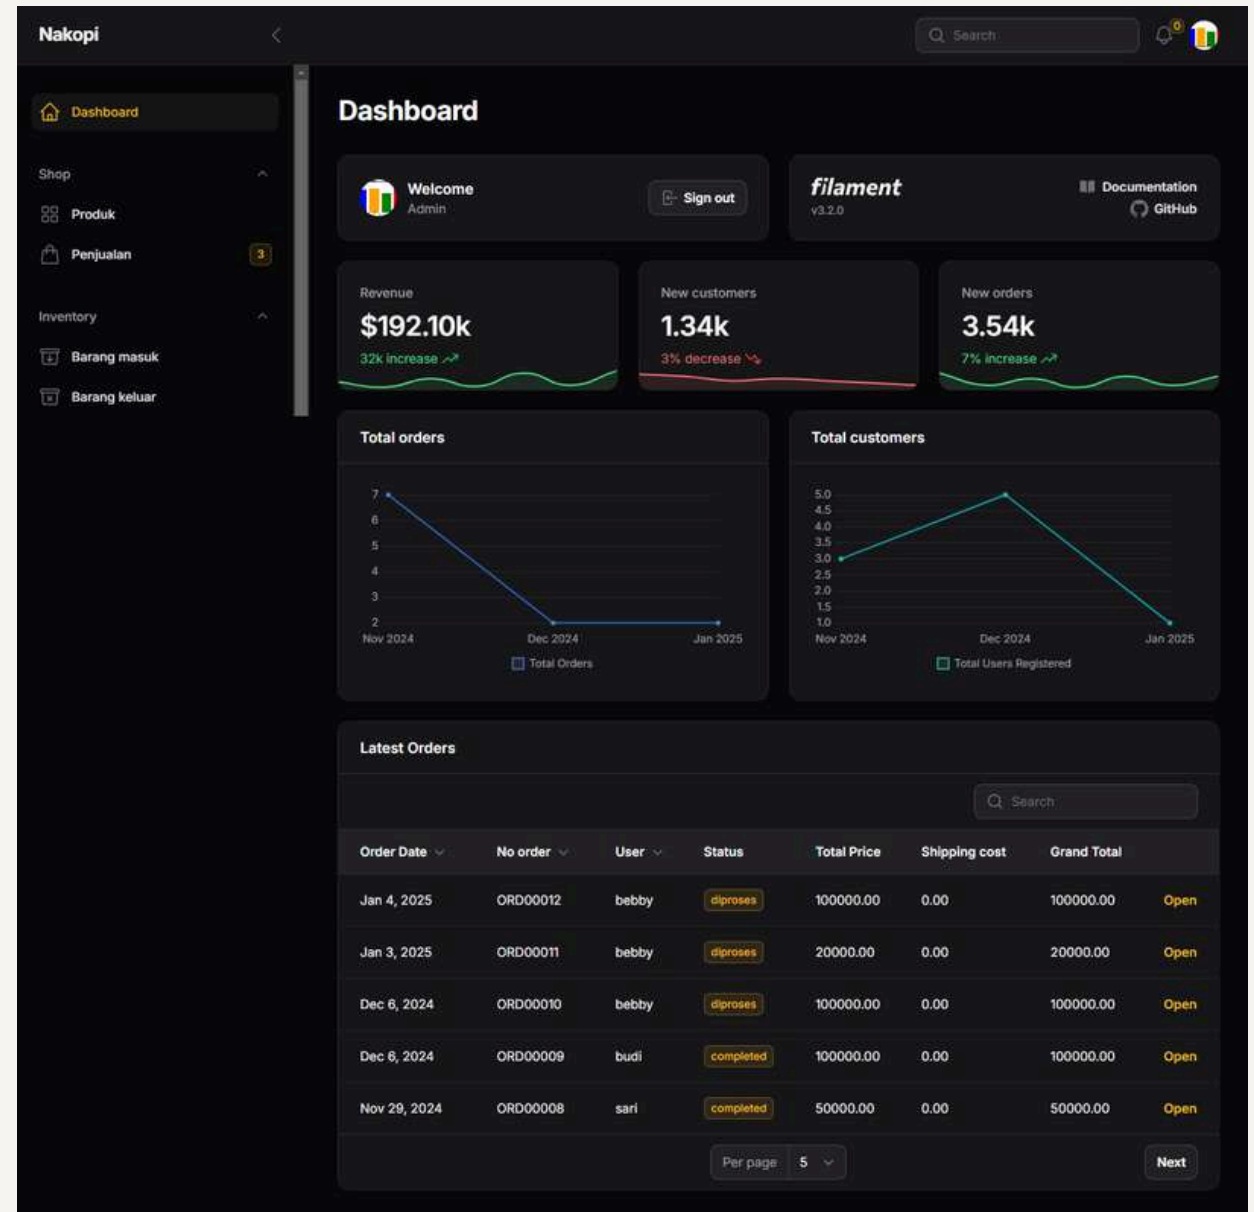 Nakopi
Search
0
Dashboard
Shop
Produk
Penjualan
3
Inventory
Barang masuk
Barang keluar
Dashboard
Welcome
Admin
Sign out
filament
v3.2.0
Documentation
GitHub
Revenue
$192.10k
32k increase
New customers
1.34k
3% decrease
New orders
3.54k
7% increase
Total orders
7
6
5
4
3
2
Nov 2024 Dec 2024 Jan 2025
Total Orders
Total customers
5.0
4.5
4.0
3.5
3.0
2.5
2.0
1.5
1.0
Nov 2024 Dec 2024 Jan 2025
Total Users Registered
Latest Orders
Search
Order Date No order User Status Total Price Shipping cost Grand Total
Jan 4, 2025 ORD00012 bebby diproses 100000.00 0.00 100000.00 Open
Jan 3, 2025 ORD00011 bebby diproses 20000.00 0.00 20000.00 Open
Dec 6, 2024 ORD00010 bebby diproses 100000.00 0.00 100000.00 Open
Dec 6, 2024 ORD00009 budi completed 100000.00 0.00 100000.00 Open
Nov 29, 2024 ORD00008 sari completed 50000.00 0.00 50000.00 Open
Per page 5
Next